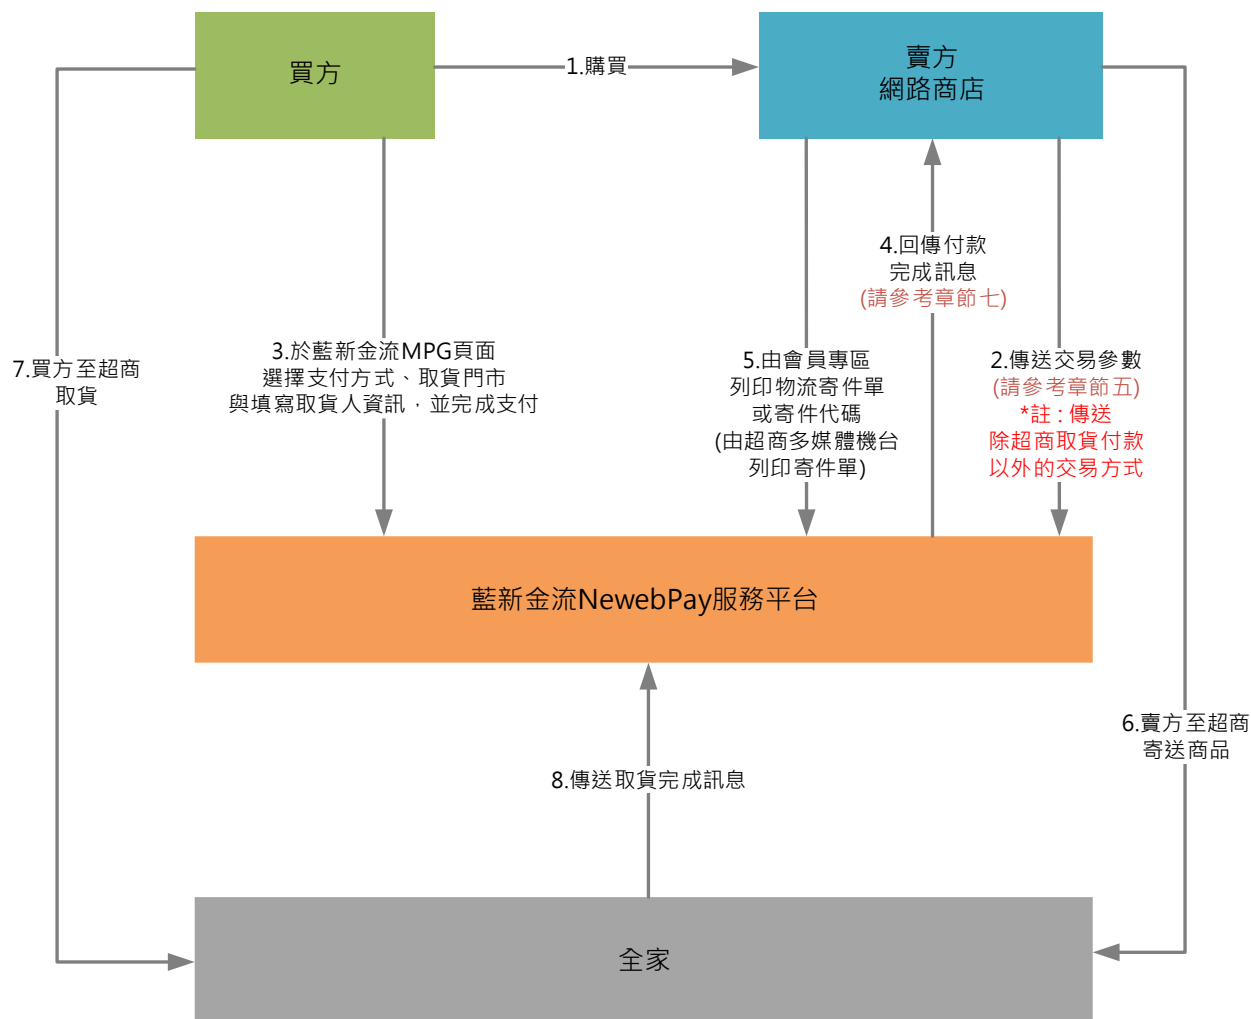 買方
1.購買
賣方
網路商店
4.回傳付款
完成訊息
(請參考章節七)
3.於藍新金流MPG頁面
選擇支付方式、取貨門市
與填寫取貨人資訊，並完成支付
7.買方至超商
取貨
5.由會員專區
列印物流寄件單
或寄件代碼
(由超商多媒體機台
列印寄件單)
2.傳送交易參數
(請參考章節五)
*註：傳送
除超商取貨付款
以外的交易方式
藍新金流NewebPay服務平台
6.賣方至超商
寄送商品
8.傳送取貨完成訊息
全家